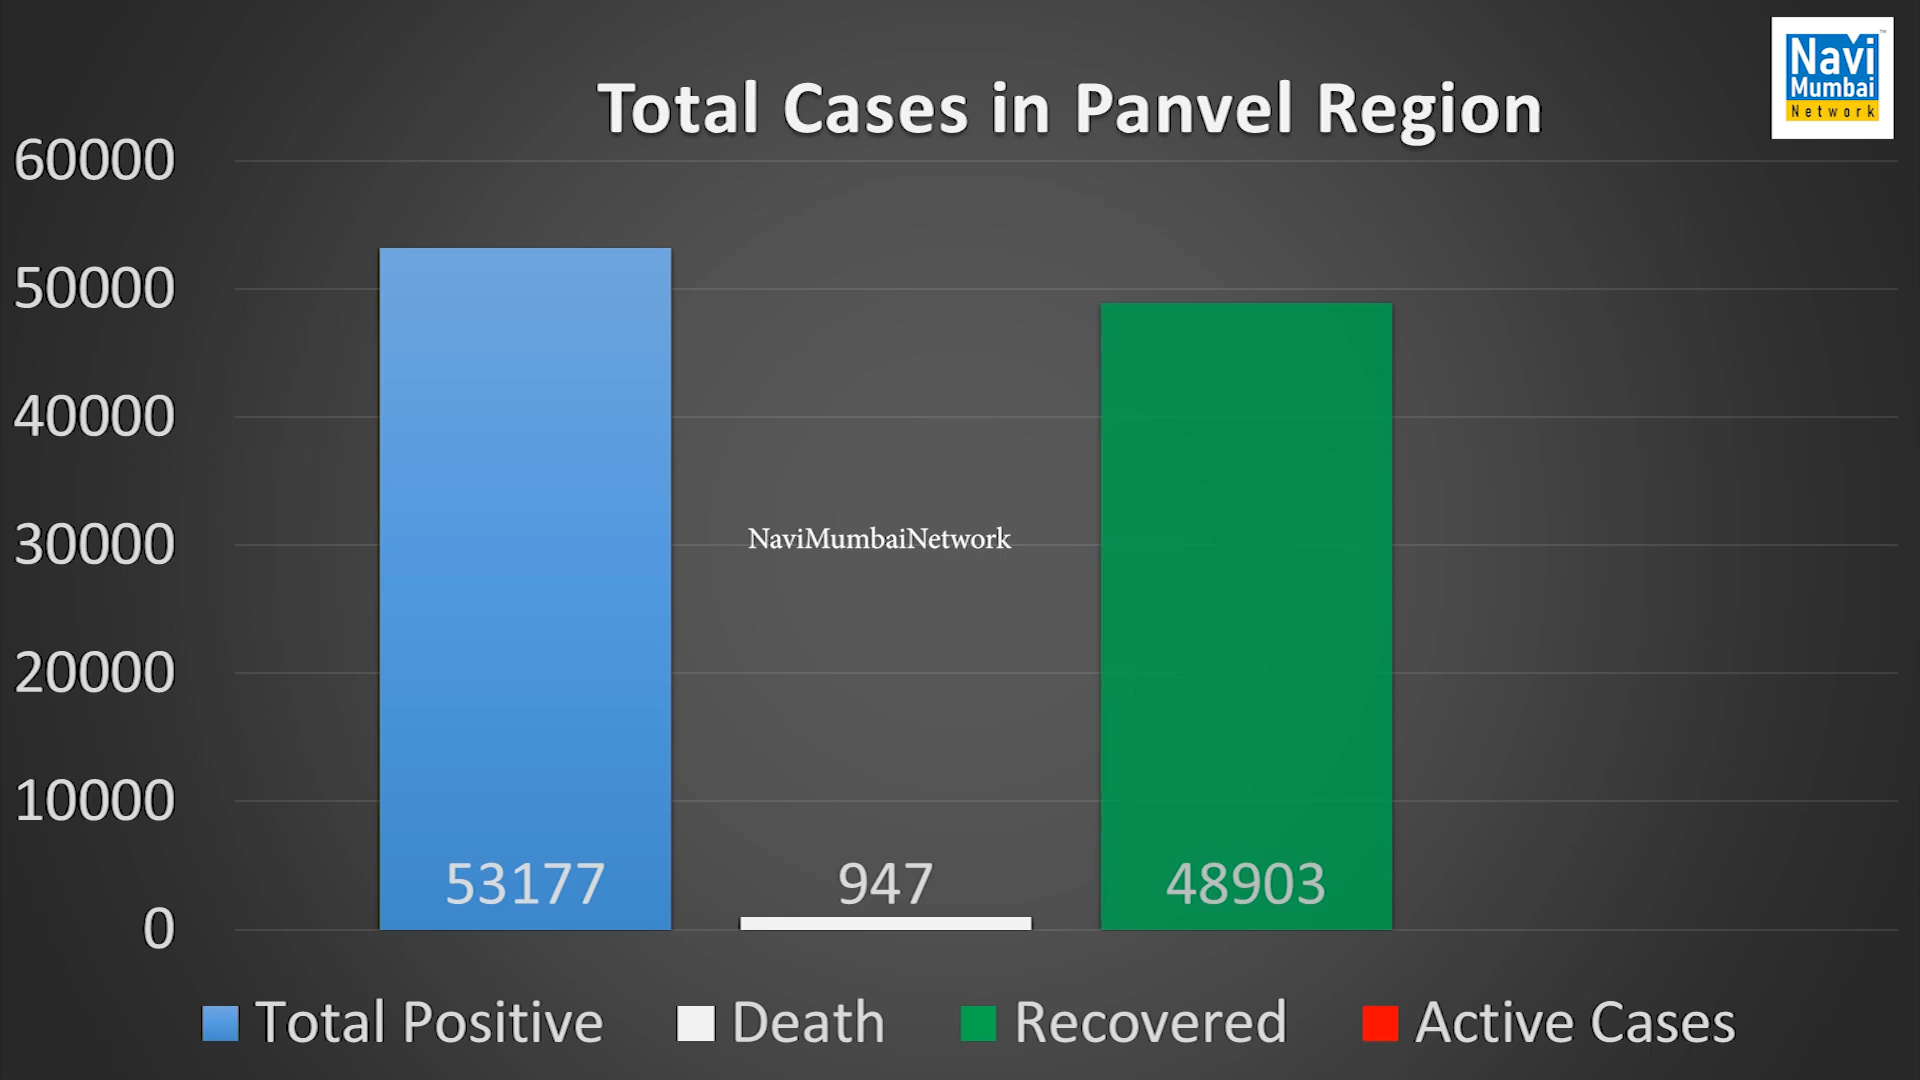 Navi
Mumbai
Network
Total Cases in Panvel Region
60000
50000
40000
30000
20000
10000
0
NaviMumbaiNetwork
53177 947 48903
Total Positive Death Recovered Active Cases